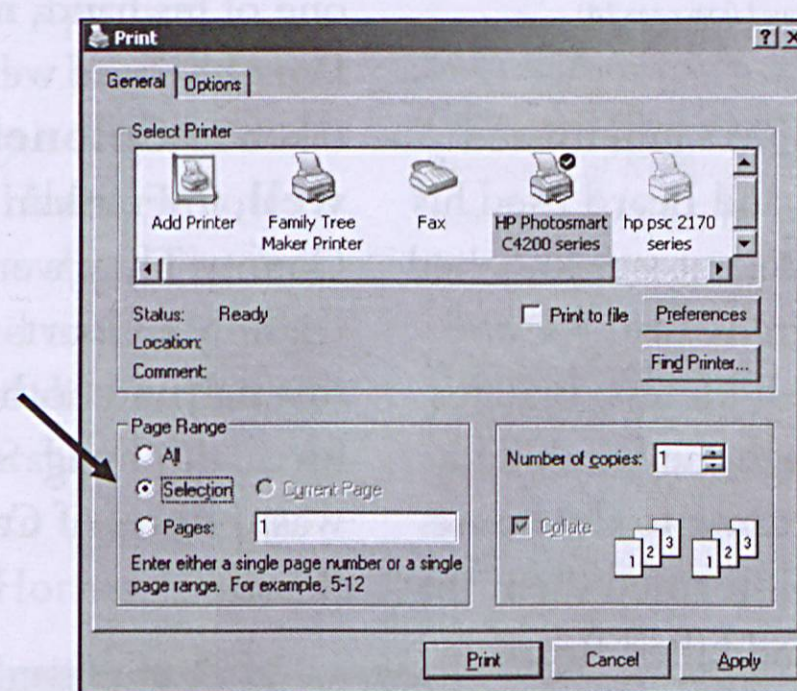 Print
General Options
Select Printer
Add Printer
Family Tree
Maker Printer
Fax
HP Photosmart
C4200 series
hp psc 2170
series
Status: Ready
Print to file
Preferences
Location:
Comment:
Find Printer...
Page Range
All
Selection
Current Page
Pages: 1
Enter either a single page number or a single
page range. For example, 5-12
Number of copies: 1
Collate
1 2 3
1 2 3
Print
Cancel
Apply